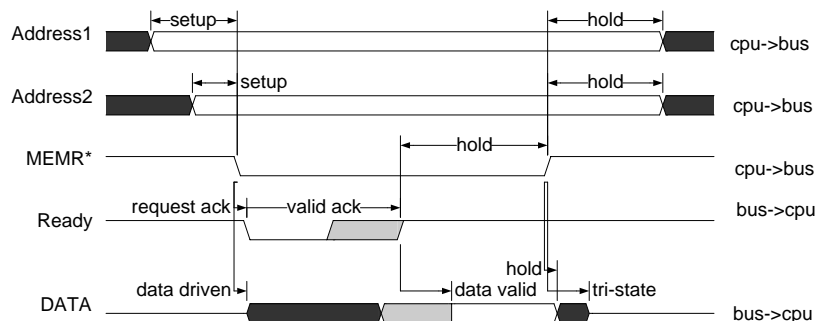 setup hold
Address1 cpu->bus
setup hold
Address2 cpu->bus
hold
MEMR* cpu->bus
request ack valid ack bus->cpu
Ready
hold
data driven data valid tri-state
DATA bus->cpu